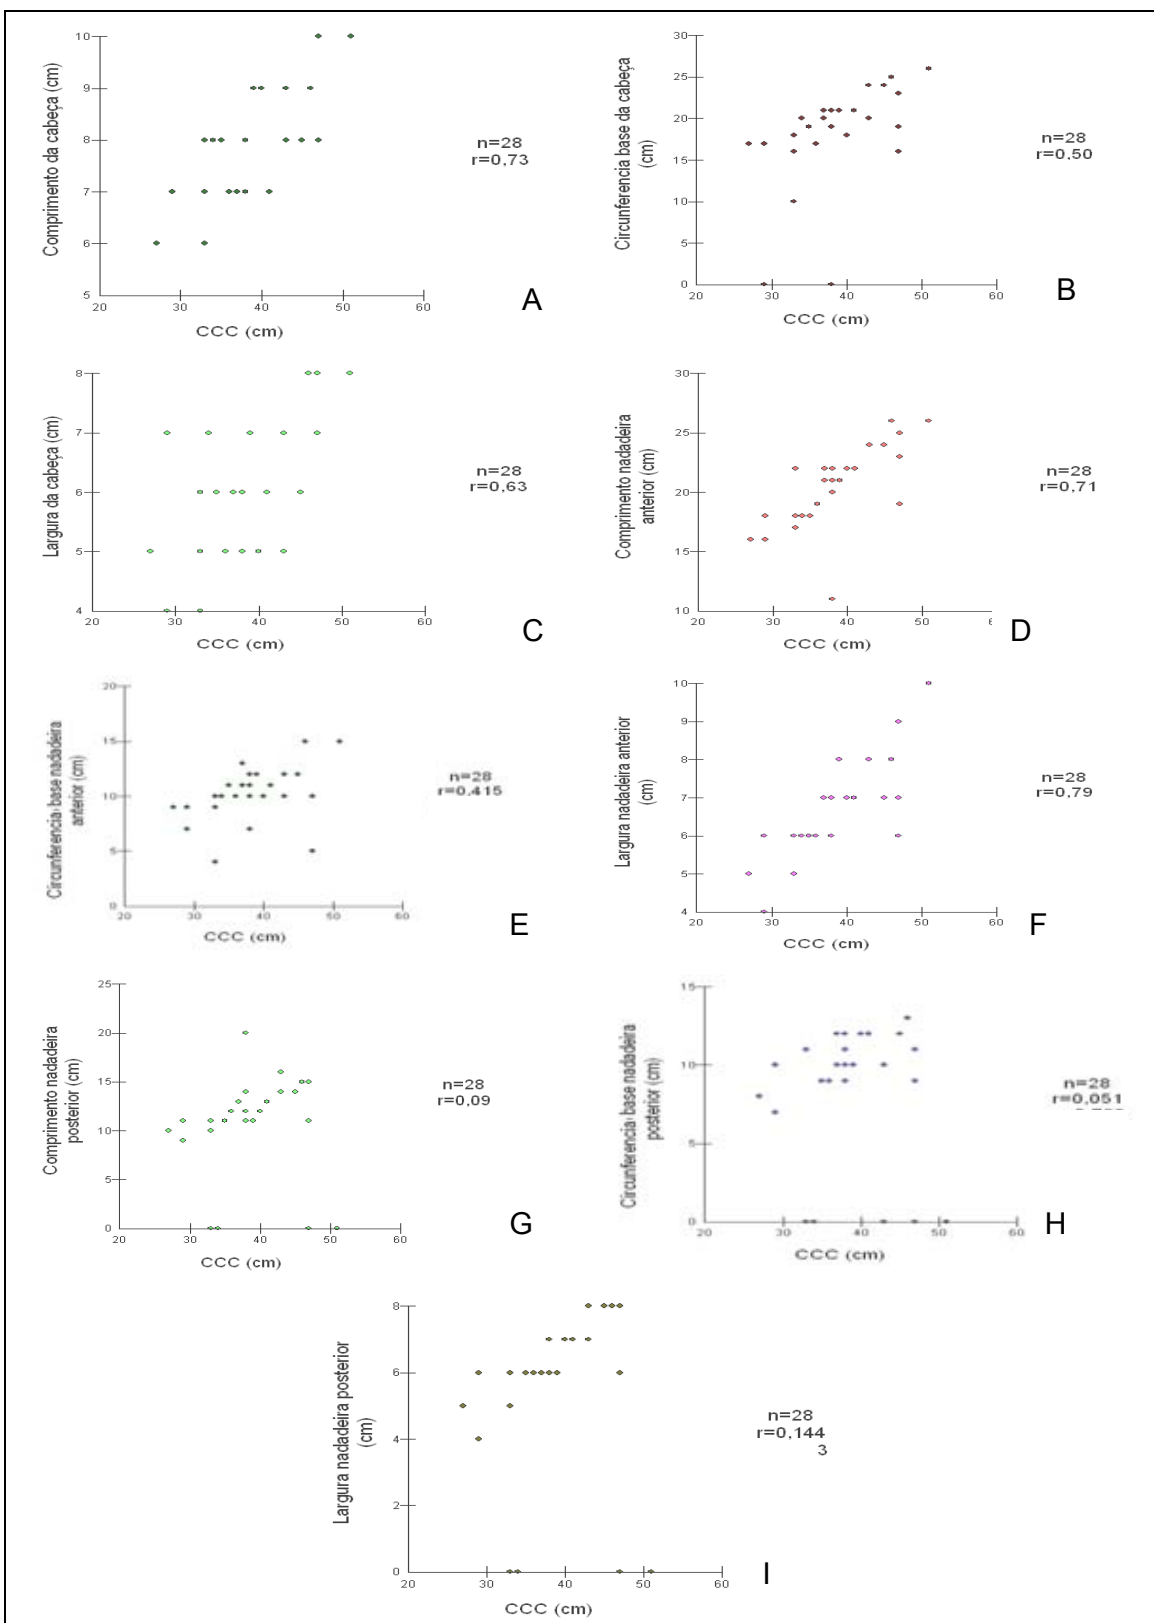 10
9
8
7
6
5
20
30
40
50
60
Comprimento da cabeça (cm)
CCC (cm)
n=28
r=0,73
A
30
25
20
15
10
5
0
20
30
40
50
60
Circunferencia base da cabeça
(cm)
CCC (cm)
n=28
r=0,50
B
8
7
6
5
4
20
30
40
50
60
Largura da cabeça (cm)
CCC (cm)
n=28
r=0,63
C
30
25
20
15
10
20
30
40
50
Comprimento nadadeira
anterior (cm)
CCC (cm)
n=28
r=0,71
D
20
15
10
5
0
20
30
40
50
60
Circunferencia base nadadeira
anterior (cm)
CCC (cm)
n=28
r=0.415
E
10
9
8
7
6
5
4
20
30
40
50
60
Largura nadadeira anterior
(cm)
CCC (cm)
n=28
r=0,79
F
25
20
15
10
5
0
20
30
40
50
60
Comprimento nadadeira
posterior (cm)
CCC (cm)
n=28
r=0,09
G
15
10
5
0
20
30
40
50
60
Circunferencia base nadadeira
posterior (cm)
CCC (cm)
n=28
r=0,051
H
8
6
4
2
0
20
30
40
50
60
Largura nadadeira posterior
(cm)
CCC (cm)
n=28
r=0,144
3
I